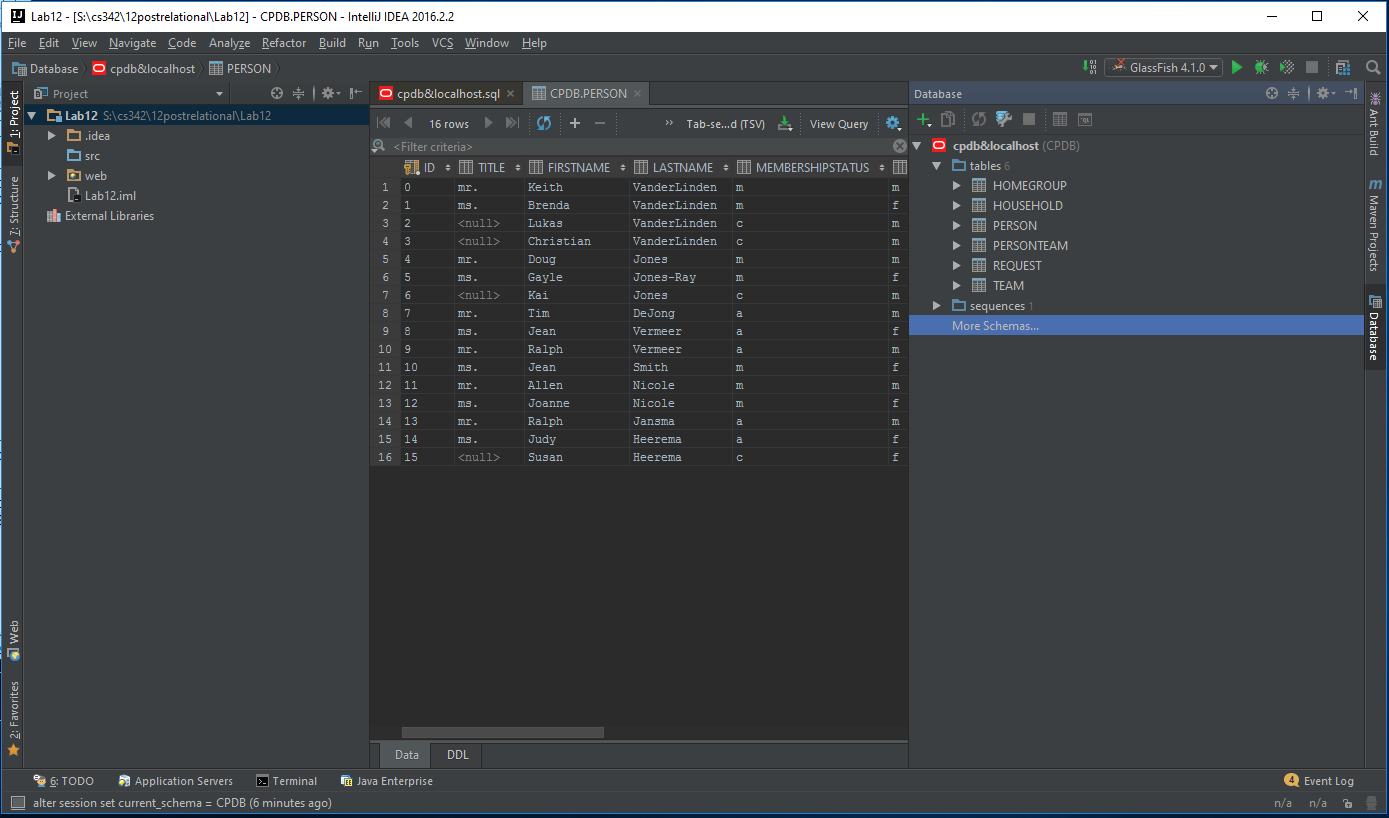 Lab12 - [S:\cs342\12postrelational\Lab12] - CPDB.PERSON - IntelliJ IDEA 2016.2.2
File Edit View Navigate Code Analyze Refactor Build Run Tools VCS Window Help
Database cpdb&localhost PERSON GlassFish 4.1.0
1: Project
7: Structure
Web
2: Favorites
Project
Lab12 S:\cs342\12postrelational\Lab12
.idea
src
web
Lab12.iml
External Libraries
cpdb&localhost.sql CPDB.PERSON
16 rows Tab-se...d (TSV) View Query
<Filter criteria>
ID TITLE FIRSTNAME LASTNAME MEMBERSHIPSTATUS
1 0 mr. Keith VanderLinden m m
2 1 ms. Brenda VanderLinden m f
3 2 <null> Lukas VanderLinden c m
4 3 <null> Christian VanderLinden c m
5 4 mr. Doug Jones m m
6 5 ms. Gayle Jones-Ray m f
7 6 <null> Kai Jones c m
8 7 mr. Tim DeJong a m
9 8 ms. Jean Vermeer a f
10 9 mr. Ralph Vermeer a m
11 10 ms. Jean Smith m f
12 11 mr. Allen Nicole m m
13 12 ms. Joanne Nicole m f
14 13 mr. Ralph Jansma a m
15 14 ms. Judy Heerema a f
16 15 <null> Susan Heerema c f
Data DDL
Database
cpdb&localhost (CPDB)
tables 6
HOMEGROUP
HOUSEHOLD
PERSON
PERSONTEAM
REQUEST
TEAM
sequences 1
More Schemas...
Ant Build
Maven Projects
Database
6: TODO Application Servers Terminal Java Enterprise 4 Event Log
alter session set current_schema = CPDB (6 minutes ago) n/a n/a